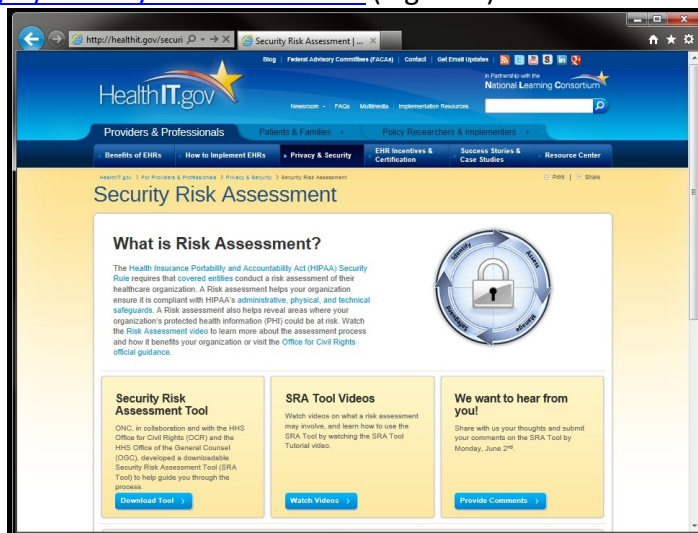 http://healthit.gov/securi
Security Risk Assessment | ...
Blog | Federal Advisory Committees (FACAs) | Contact | Get Email Updates
in Partnership with the
National Learning Consortium
HealthIT.gov
Newsroom FAQs Multimedia Implementation Resources
Providers & Professionals Patients & Families Policy Researchers & Implementers
Benefits of EHRs How to Implement EHRs Privacy & Security EHR Incentives & Certification Success Stories & Case Studies Resource Center
HealthIT.gov > For Providers & Professionals > Privacy & Security > Security Risk Assessment
Print | Share
Security Risk Assessment
What is Risk Assessment?
The Health Insurance Portability and Accountability Act (HIPAA) Security
Rule requires that covered entities conduct a risk assessment of their
healthcare organization. A Risk assessment helps your organization
ensure it is compliant with HIPAA's administrative, physical, and technical
safeguards. A Risk assessment also helps reveal areas where your
organization's protected health information (PHI) could be at risk. Watch
the Risk Assessment video to learn more about the assessment process
and how it benefits your organization or visit the Office for Civil Rights
official guidance.
Identify
Assess
Manage
Safeguard
Security Risk
Assessment Tool
ONC, in collaboration and with the HHS
Office for Civil Rights (OCR) and the
HHS Office of the General Counsel
(OGC), developed a downloadable
Security Risk Assessment Tool (SRA
Tool) to help guide you through the
process.
Download Tool >
SRA Tool Videos
Watch videos on what a risk assessment
may involve, and learn how to use the
SRA Tool by watching the SRA Tool
Tutorial video.
Watch Videos >
We want to hear from
you!
Share with us your thoughts and submit
your comments on the SRA Tool by
Monday, June 2nd.
Provide Comments >